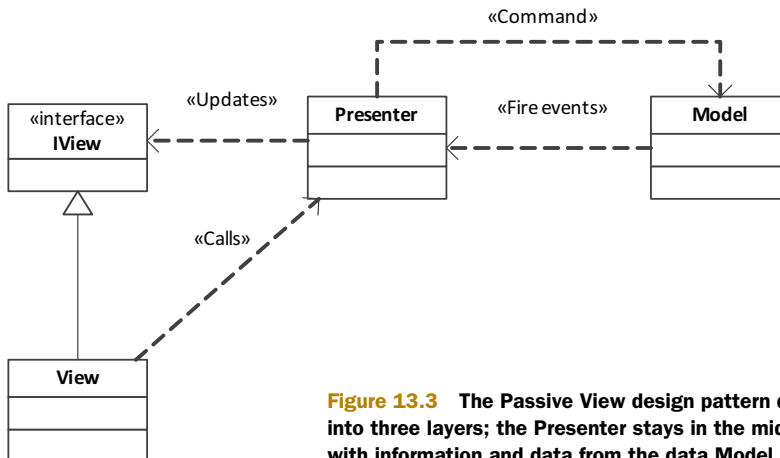 «Command»
«Updates»
«Fire events»
«interface»
IView
Presenter
Model
«Calls»
View
Figure 13.3 The Passive View design pattern
into three layers; the Presenter stays in the
with information and data from the data Model